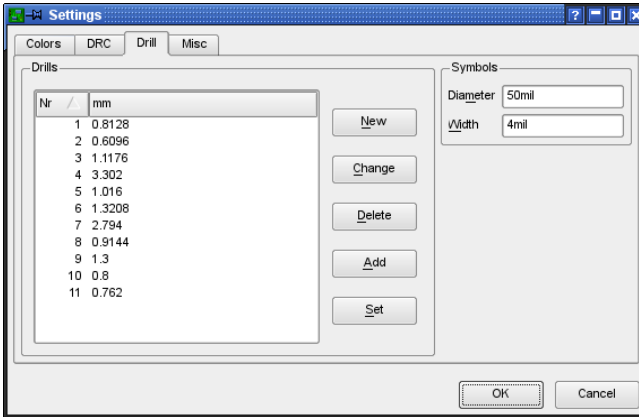 Settings
Colors DRC Drill Misc
Drills
Nr mm
1 0.8128
2 0.6096
3 1.1176
4 3.302
5 1.016
6 1.3208
7 2.794
8 0.9144
9 1.3
10 0.8
11 0.762
New
Change
Delete
Add
Set
Symbols
Diameter 50mil
Width 4mil
OK Cancel